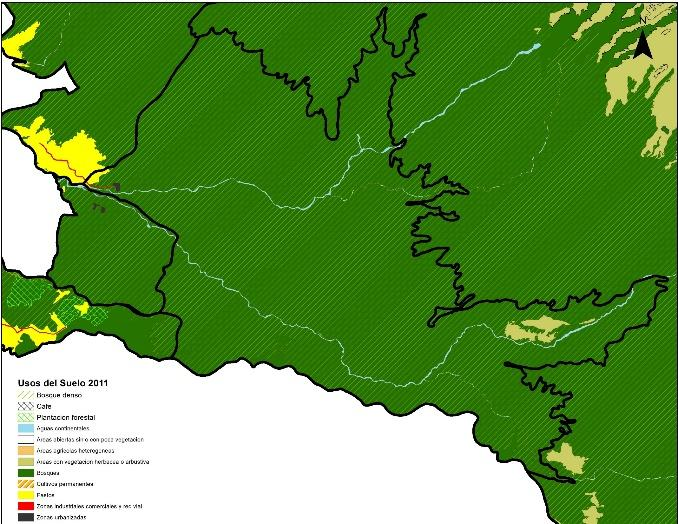 N
Usos del Suelo 2011
Bosque denso
Cafe
Plantacion forestal
Aguas continentales
Areas abiertas sin o con poca vegetacion
Areas agricolas heterogeneas
Areas con vegetacion herbacea o arbustiva
Bosques
Cultivos permanentes
Pastos
Zonas industriales comerciales y red vial
Zonas urbanizadas